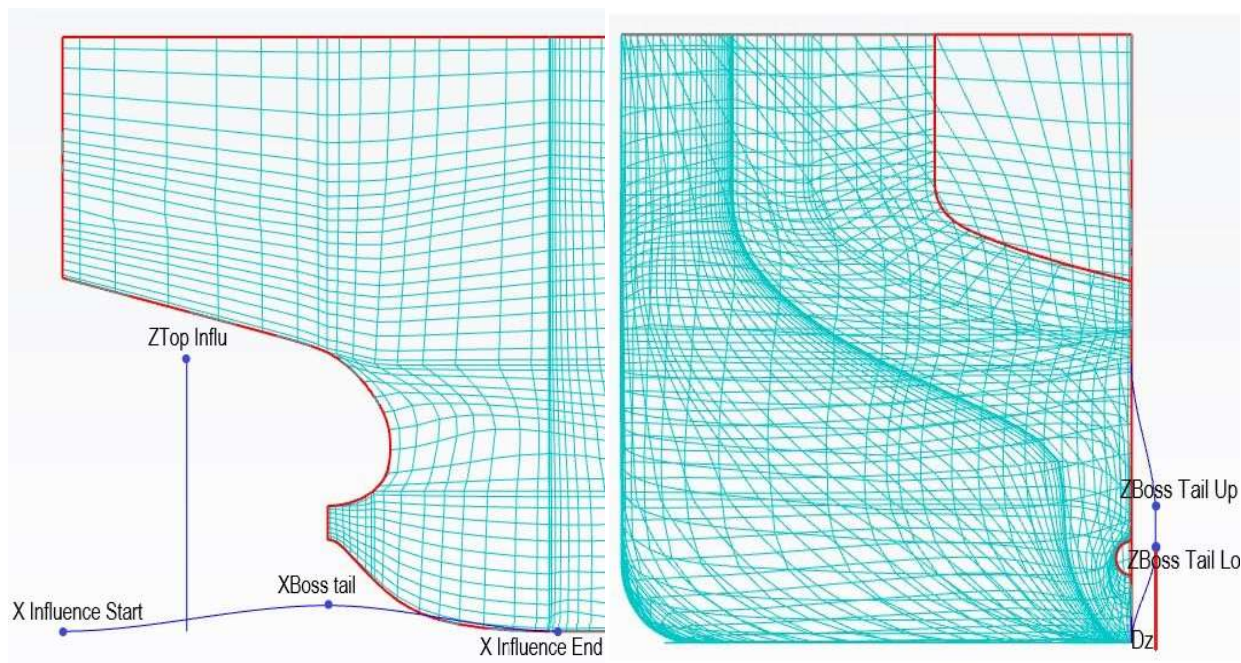 ZTop Influ
XBoss tail
X Influence Start
X Influence End
ZBoss Tail Up
ZBoss Tail Lo
Dz